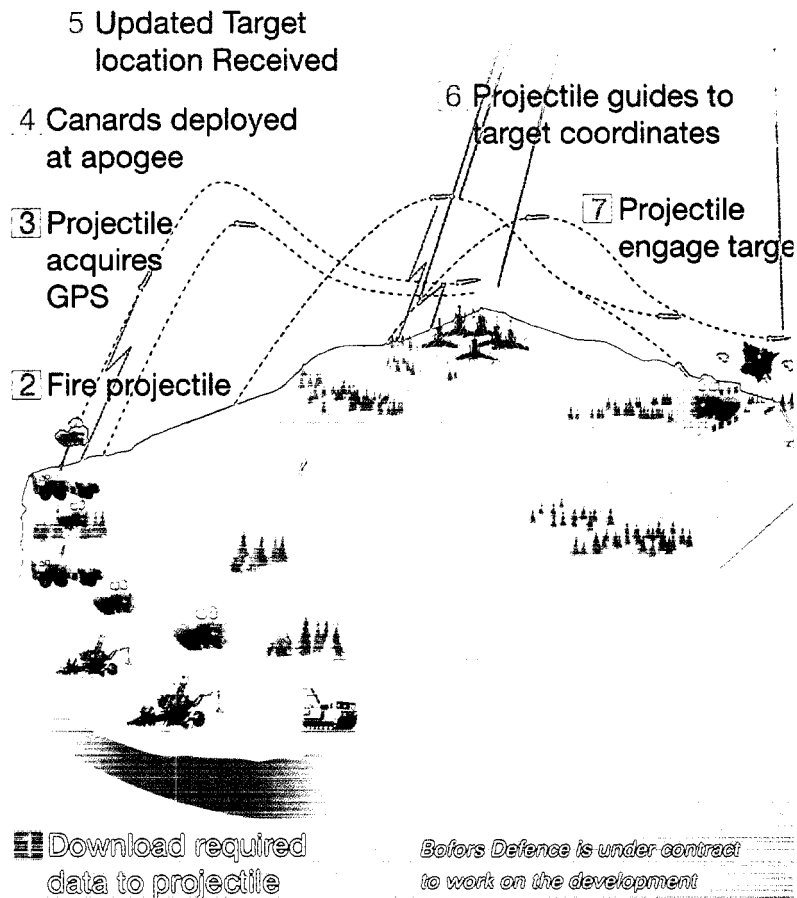 5 Updated Target
location Received
4 Canards deployed
at apogee
6 Projectile guides to
target coordinates
3 Projectile
acquires
GPS
7 Projectile
engage targe
2 Fire projectile
1 Download required
data to projectile
Bofors Defence is under contract
to work on the development